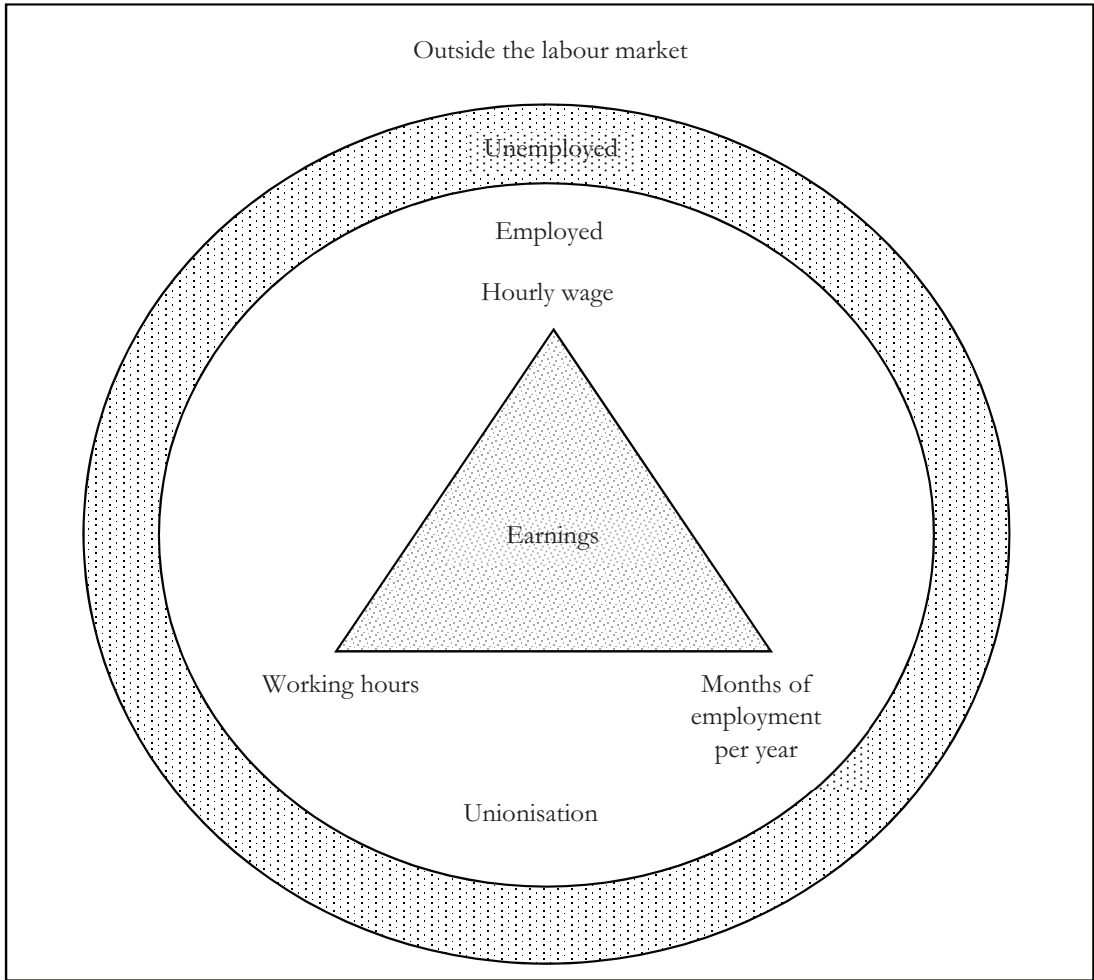 Outside the labour market
Unemployed
Employed
Hourly wage
Earnings
Working hours
Months of
employment
per year
Unionisation